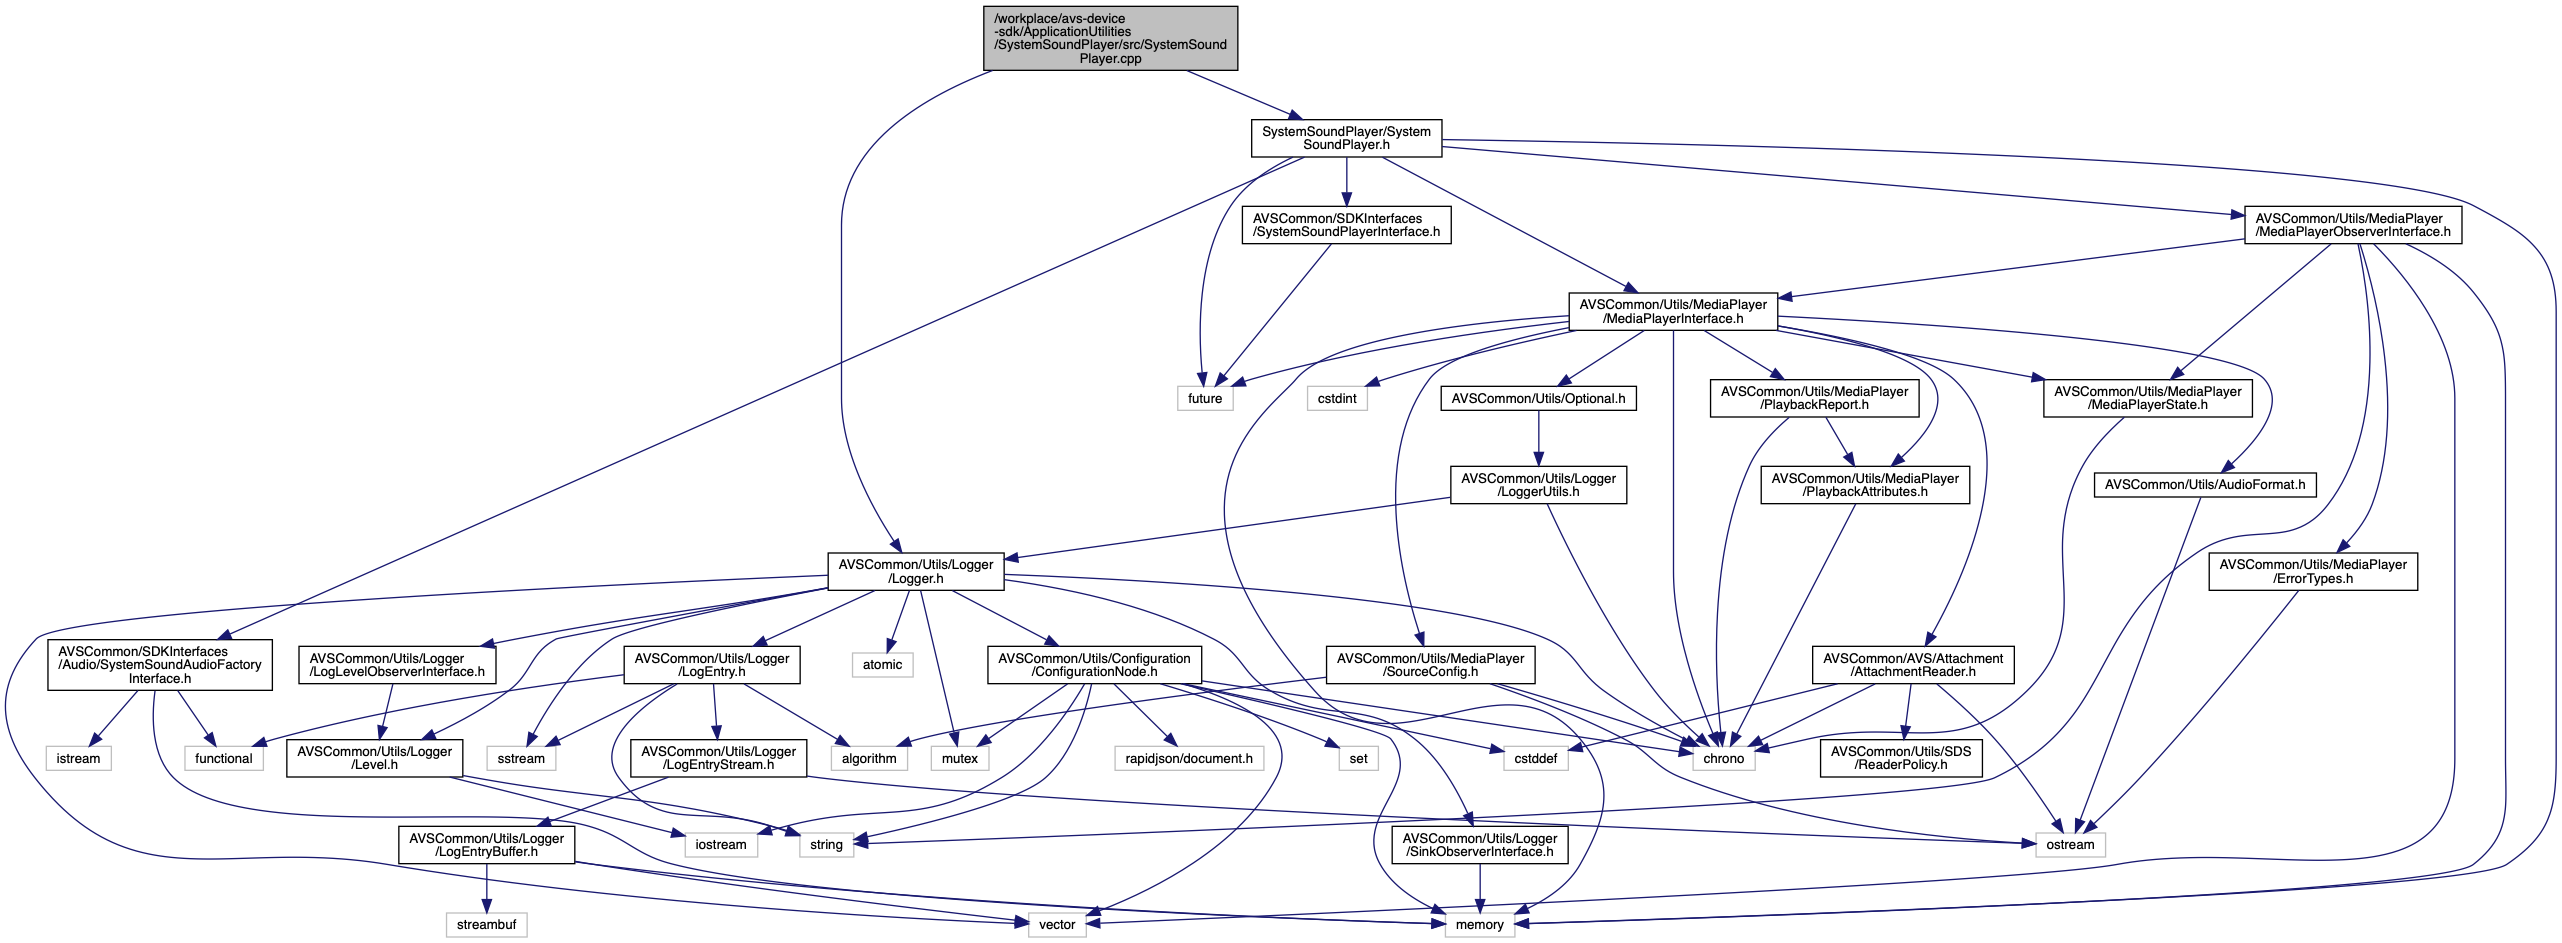 /workplace/avs-device
-sdk/ApplicationUtilities
/SystemSoundPlayer/src/SystemSound
Player.cpp
SystemSoundPlayer/System
SoundPlayer.h
AVSCommon/SDKInterfaces
/SystemSoundPlayerInterface.h
AVSCommon/Utils/MediaPlayer
/MediaPlayerObserverInterface.h
AVSCommon/Utils/MediaPlayer
/MediaPlayerInterface.h
future
cstdint
AVSCommon/Utils/Optional.h
AVSCommon/Utils/MediaPlayer
/PlaybackReport.h
AVSCommon/Utils/MediaPlayer
/MediaPlayerState.h
AVSCommon/Utils/Logger
/LoggerUtils.h
AVSCommon/Utils/MediaPlayer
/PlaybackAttributes.h
AVSCommon/Utils/AudioFormat.h
AVSCommon/Utils/Logger
/Logger.h
AVSCommon/Utils/MediaPlayer
/ErrorTypes.h
AVSCommon/SDKInterfaces
/Audio/SystemSoundAudioFactory
Interface.h
AVSCommon/Utils/Logger
/LogLevelObserverInterface.h
AVSCommon/Utils/Logger
/LogEntry.h
atomic
AVSCommon/Utils/Configuration
/ConfigurationNode.h
AVSCommon/Utils/MediaPlayer
/SourceConfig.h
AVSCommon/AVS/Attachment
/AttachmentReader.h
istream
functional
AVSCommon/Utils/Logger
/Level.h
sstream
AVSCommon/Utils/Logger
/LogEntryStream.h
algorithm
mutex
rapidjson/document.h
set
cstddef
chrono
AVSCommon/Utils/SDS
/ReaderPolicy.h
AVSCommon/Utils/Logger
/LogEntryBuffer.h
iostream
string
AVSCommon/Utils/Logger
/SinkObserverInterface.h
ostream
streambuf
vector
memory